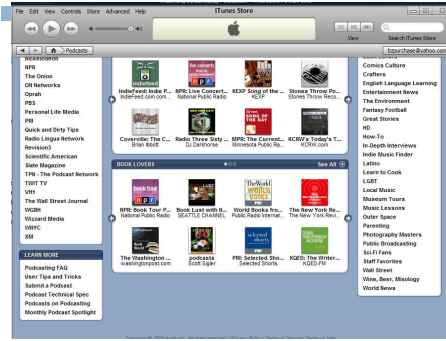 File Edit View Controls Store Advanced Help
iTunes Store
View
Search iTunes Store
Podcasts
bzpurchase@yahoo.com
Nickelodeon
NPR
The Onion
ON Networks
Oprah
PBS
Personal Life Media
PRI
Quick and Dirty Tips
Radio Lingua Network
Revision3
Scientific American
Slate Magazine
TPN - The Podcast Network
TWiT TV
VH1
The Wall Street Journal
WGBH
Wizzard Media
WNYC
XM
LEARN MORE
Podcasting FAQ
User Tips and Tricks
Submit a Podcast
Podcast Technical Spec
Podcasts on Podcasting
Monthly Podcast Spotlight
IndieFeed: Indie P...
IndieFeed.com com...
NPR: Live Concert...
National Public Radio
KEXP Song of the ...
KEXP
Stones Throw Po...
Stones Throw Reco...
Coverville: The C...
Brian Ibbott
Radio Three Sixty ...
DJ Darkhorse
MPR: The Current...
Minnesota Public Ra...
KCRW's Today's T...
KCRW.com
BOOK LOVERS
See All
NPR: Book Tour P...
National Public Radio
Book Lust with N...
SEATTLE CHANNEL
World Books fro...
Public Radio Internat...
The New York Re...
The New York Revi...
The Washington ...
washingtonpost.com
podcasts
Scott Sigler
PRI: Selected Sho...
Selected Shorts
KQED: The Writer...
KQED-FM
Book Lovers
Comics Culture
Crafters
English Language Learning
Entertainment News
The Environment
Fantasy Football
Great Stories
HD
How-To
In-Depth Interviews
Indie Music Finder
Latino
Learn to Cook
LGBT
Local Music
Museum Tours
Music Lessons
Outer Space
Parenting
Photography Masters
Public Broadcasting
Sci-Fi Fans
Staff Favorites
Wall Street
Wine, Beer, Mixology
World News